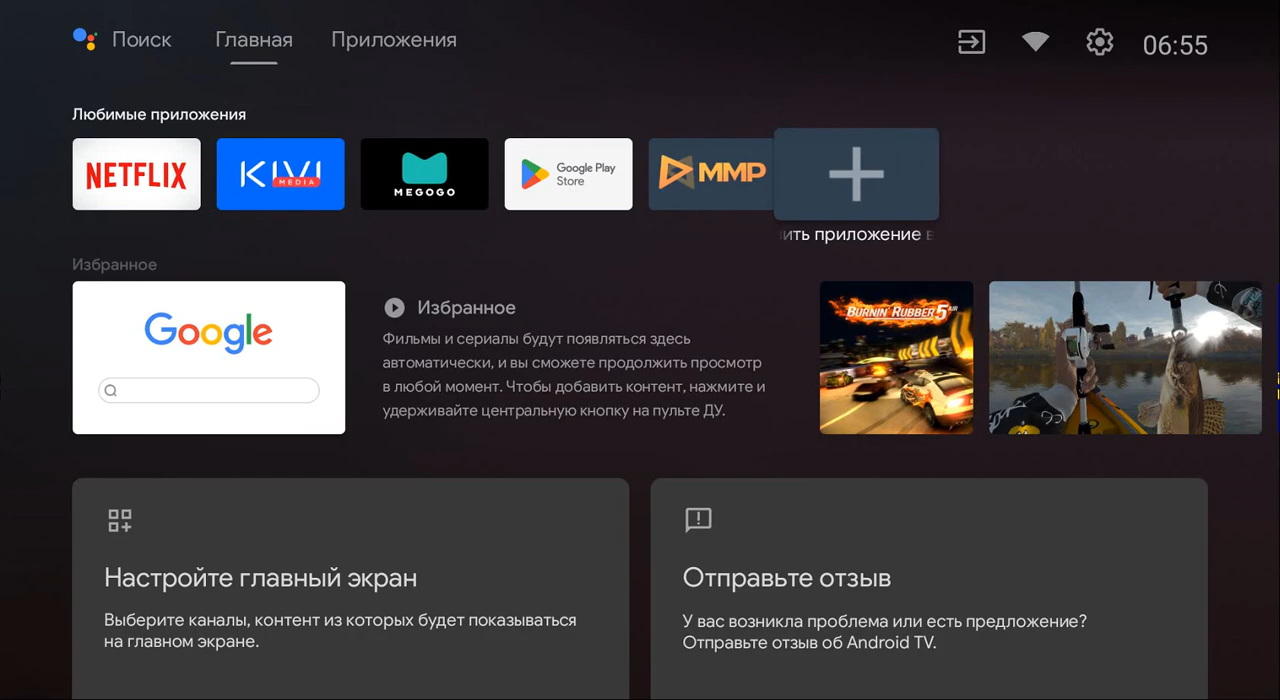 Поиск
Главная
Приложения
06:55
Любимые приложения
NETFLIX
KIVI
MEDIA
MEGOGO
Google Play
Store
MMP
ить приложение в
Избранное
Google
Избранное
Фильмы и сериалы будут появляться здесь
автоматически, и вы сможете продолжить просмотр
в любой момент. Чтобы добавить контент, нажмите и
удерживайте центральную кнопку на пульте ДУ.
BURNIN RUBBER 5
AIR
Настройте главный экран
Выберите каналы, контент из которых будет показываться
на главном экране.
Отправьте отзыв
У вас возникла проблема или есть предложение?
Отправьте отзыв об Android TV.